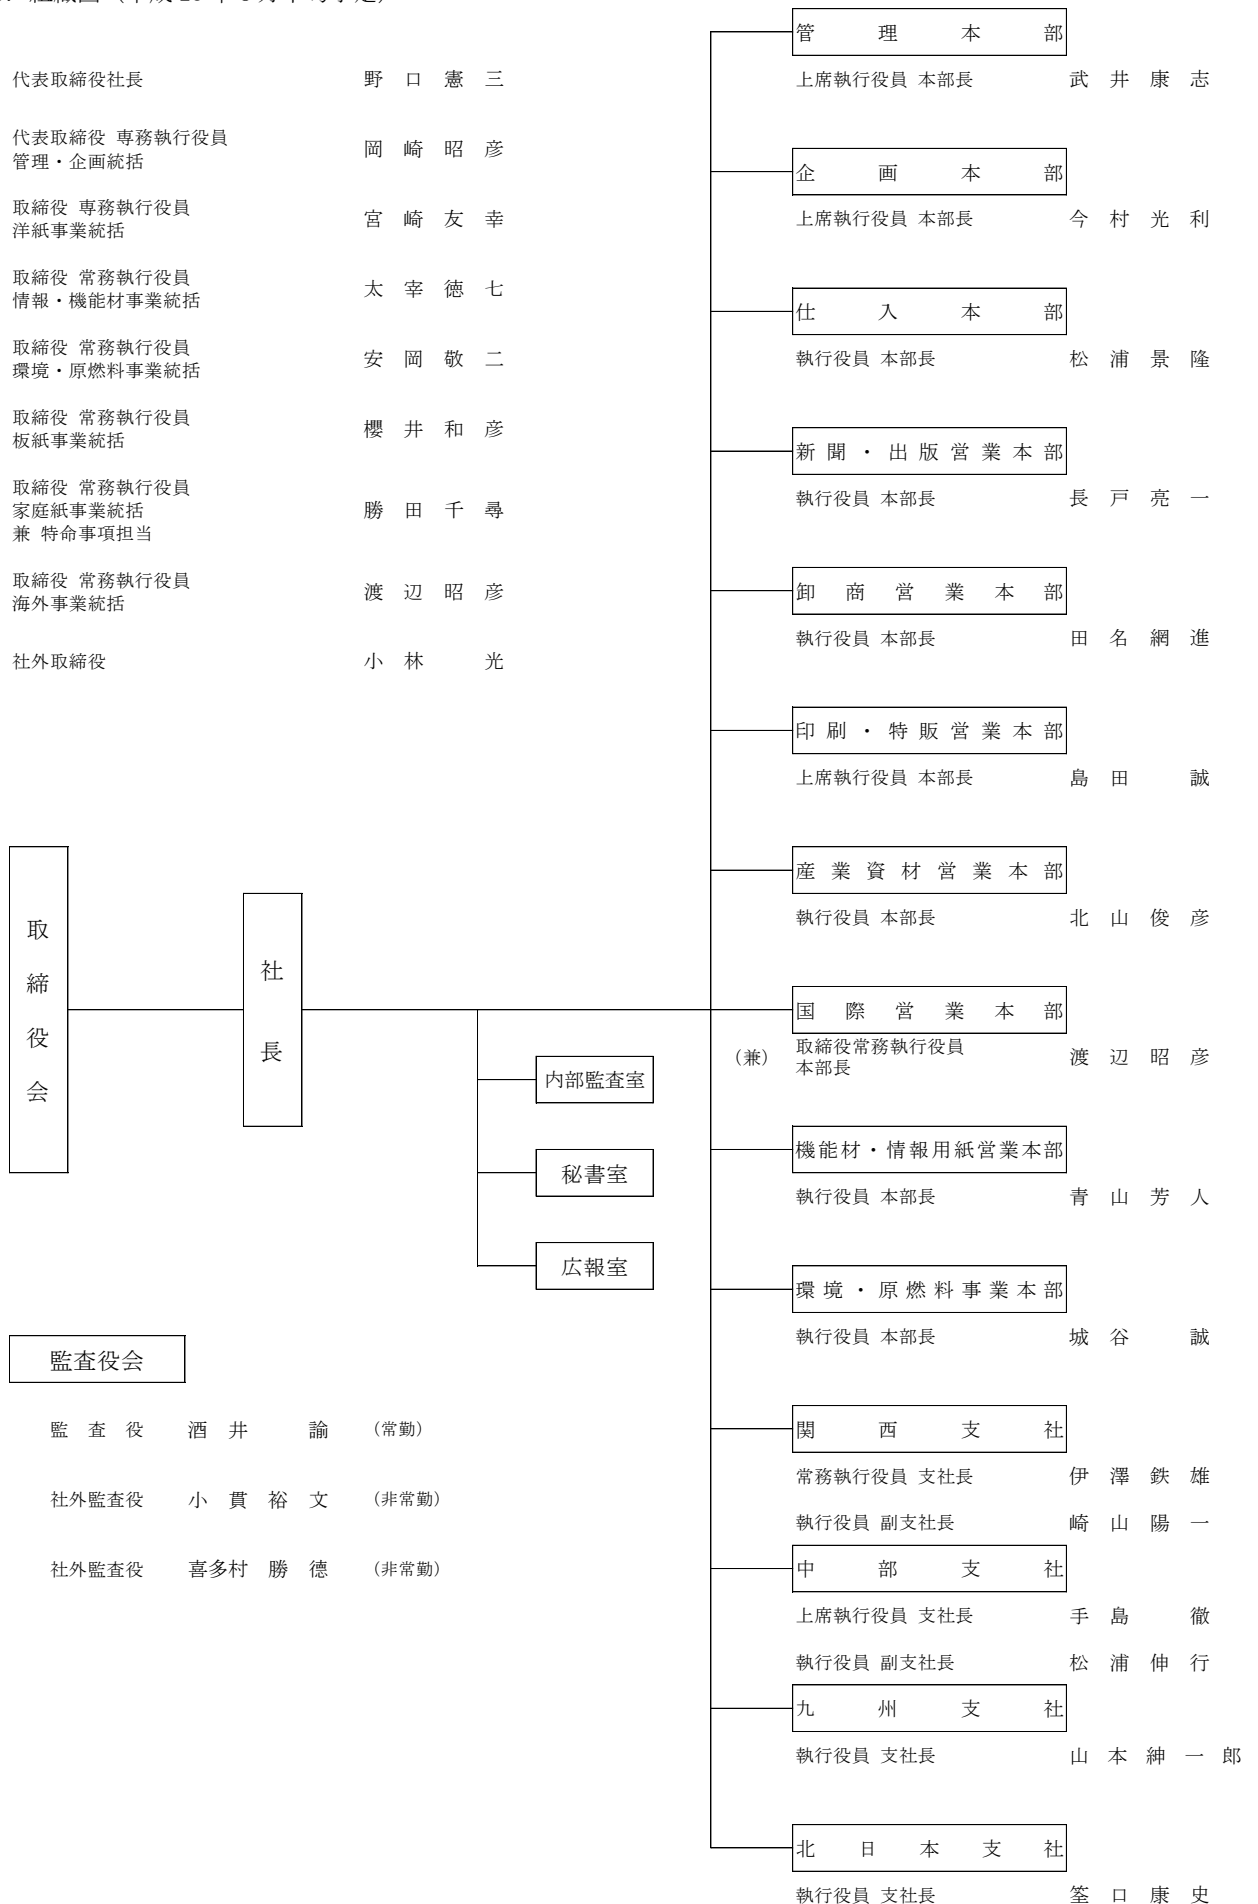 代表取締役社長 野口憲三
代表取締役 専務執行役員
管理・企画統括 岡崎昭彦
取締役 専務執行役員
洋紙事業統括 宮崎友幸
取締役 常務執行役員
情報・機能材事業統括 太宰徳七
取締役 常務執行役員
環境・原燃料事業統括 安岡敬二
取締役 常務執行役員
板紙事業統括 櫻井和彦
取締役 常務執行役員
家庭紙事業統括 勝田千尋
兼 特命事項担当
取締役 常務執行役員
海外事業統括 渡辺昭彦
社外取締役 小林 光
取締役会
社長
内部監査室
秘書室
広報室
監査役会
監査役 酒井 諭 (常勤)
社外監査役 小貫裕文 (非常勤)
社外監査役 喜多村勝德 (非常勤)
管理本部
上席執行役員 本部長 武井康志
企画本部
上席執行役員 本部長 今村光利
仕入本部
執行役員 本部長 松浦景隆
新聞・出版営業本部
執行役員 本部長 長戸亮一
卸商営業本部
執行役員 本部長 田名網進
印刷・特販営業本部
上席執行役員 本部長 島田 誠
産業資材営業本部
執行役員 本部長 北山俊彦
国際営業本部
(兼) 取締役常務執行役員
本部長 渡辺昭彦
機能材・情報用紙営業本部
執行役員 本部長 青山芳人
環境・原燃料事業本部
執行役員 本部長 城谷 誠
関西支社
常務執行役員 支社長 伊澤鉄雄
執行役員 副支社長 崎山陽一
中部支社
上席執行役員 支社長 手島 徹
執行役員 副支社長 松浦伸行
九州支社
執行役員 支社長 山本紳一郎
北日本支社
執行役員 支社長 筌口康史